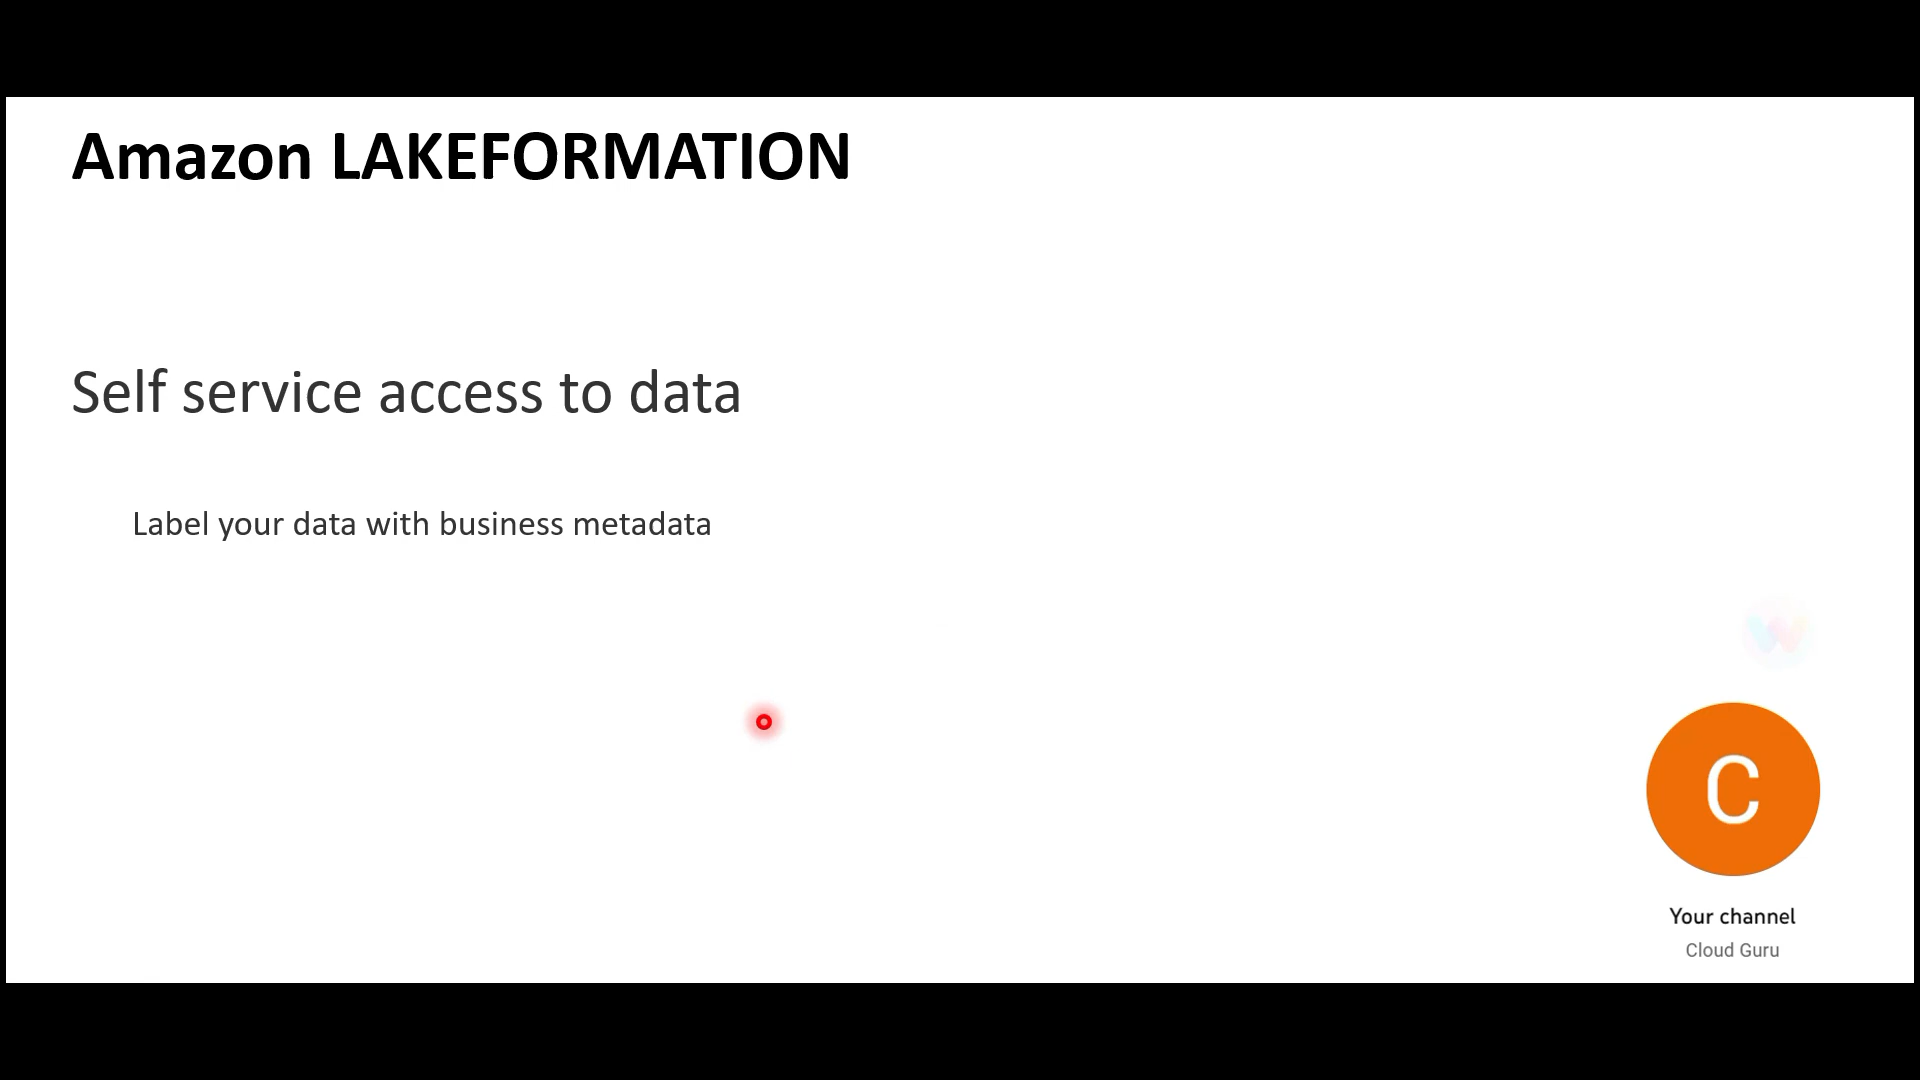 Amazon LAKEFORMATION
Self service access to data
Label your data with business metadata
W
C
Your channel
Cloud Guru